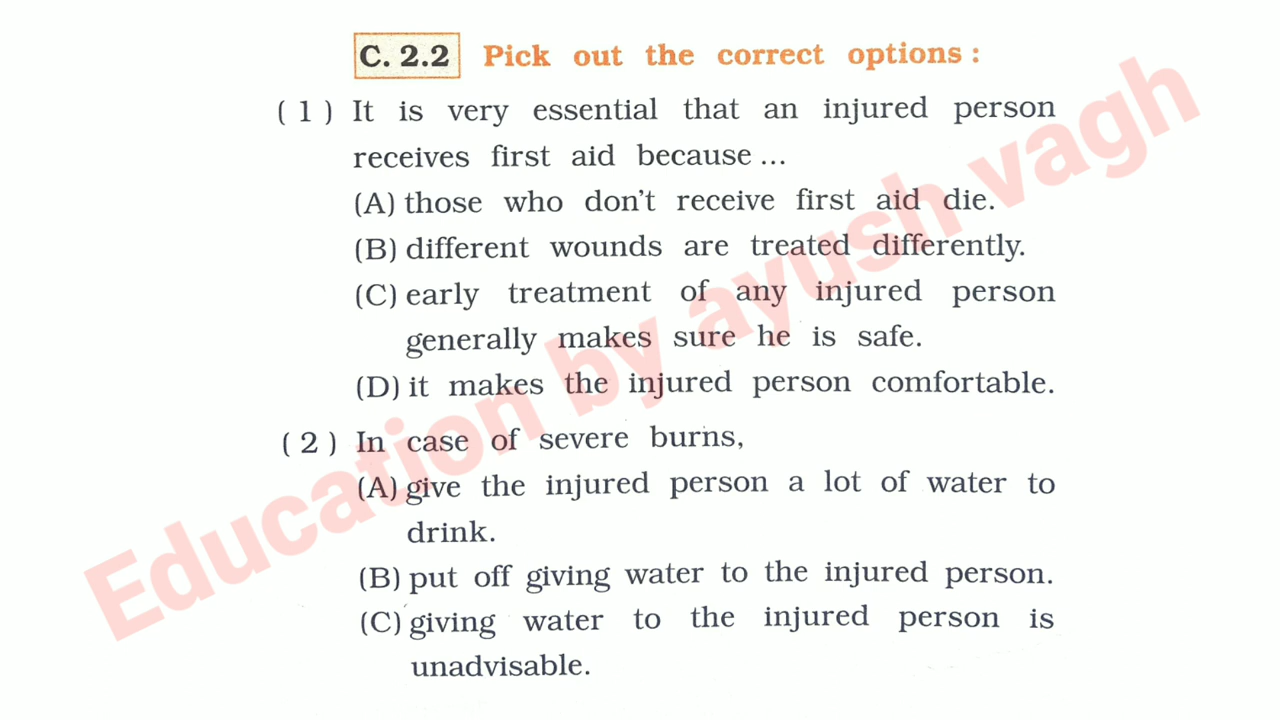 C. 2.2 Pick out the correct options :
( 1 ) It is very essential that an injured person
receives first aid because ...
(A) those who don't receive first aid die.
(B) different wounds are treated differently.
(C) early treatment of any injured person
generally makes sure he is safe.
(D) it makes the injured person comfortable.
( 2 ) In case of severe burns,
(A) give the injured person a lot of water to
drink.
(B) put off giving water to the injured person.
(C) giving water to the injured person is
unadvisable.
Education by ayush vagh